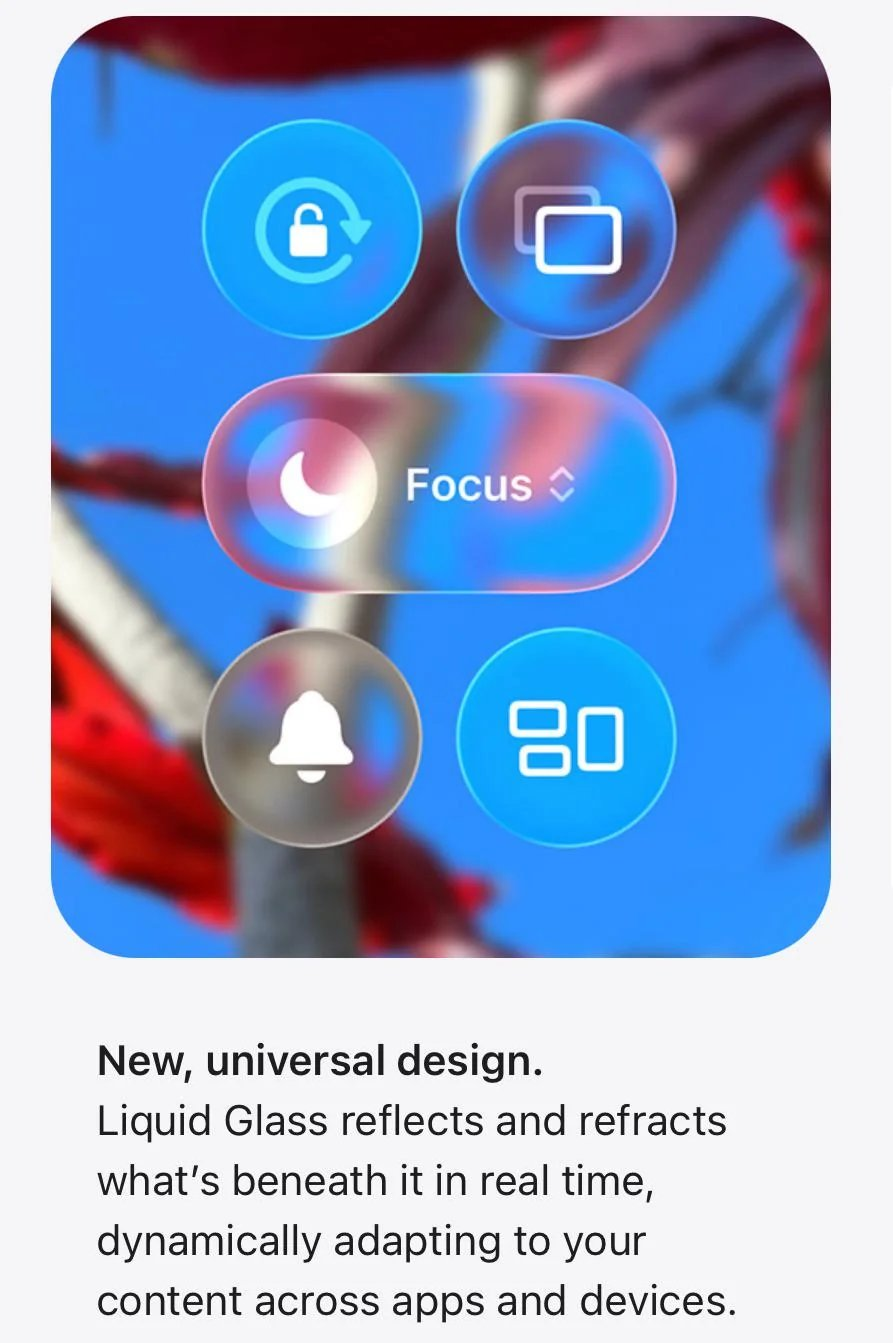 Focus
New, universal design.
Liquid Glass reflects and refracts
what’s beneath it in real time,
dynamically adapting to your
content across apps and devices.